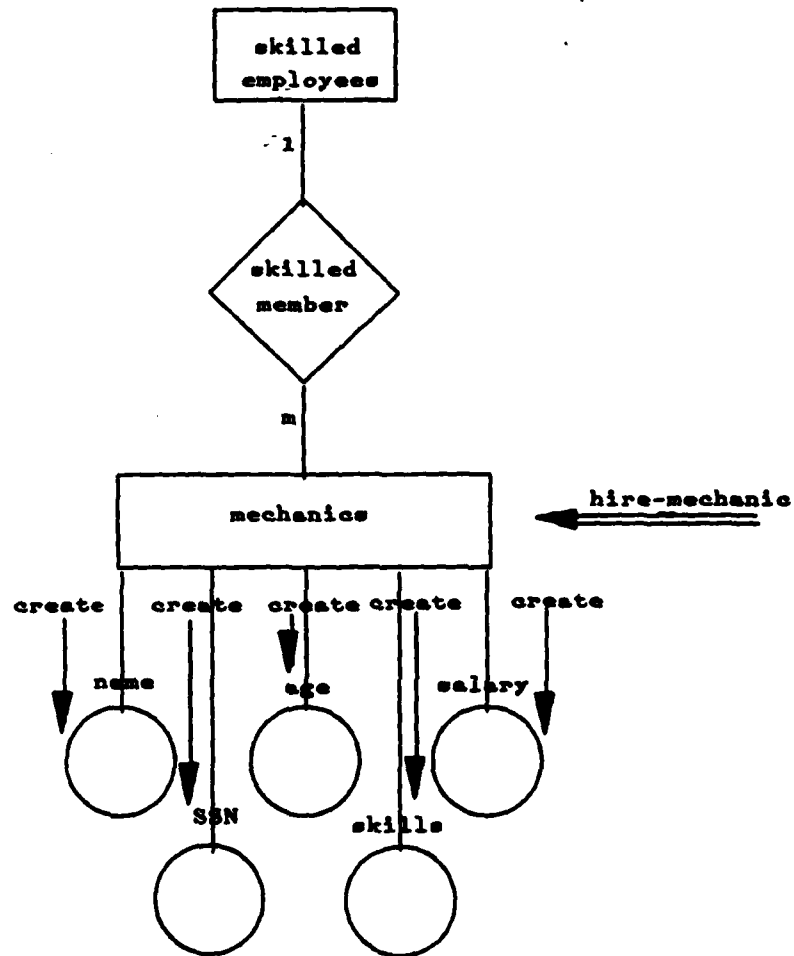 skilled
employees
1
skilled
member
m
mechanics
hire-mechanic
create create create create create
name age salary
SSN skills